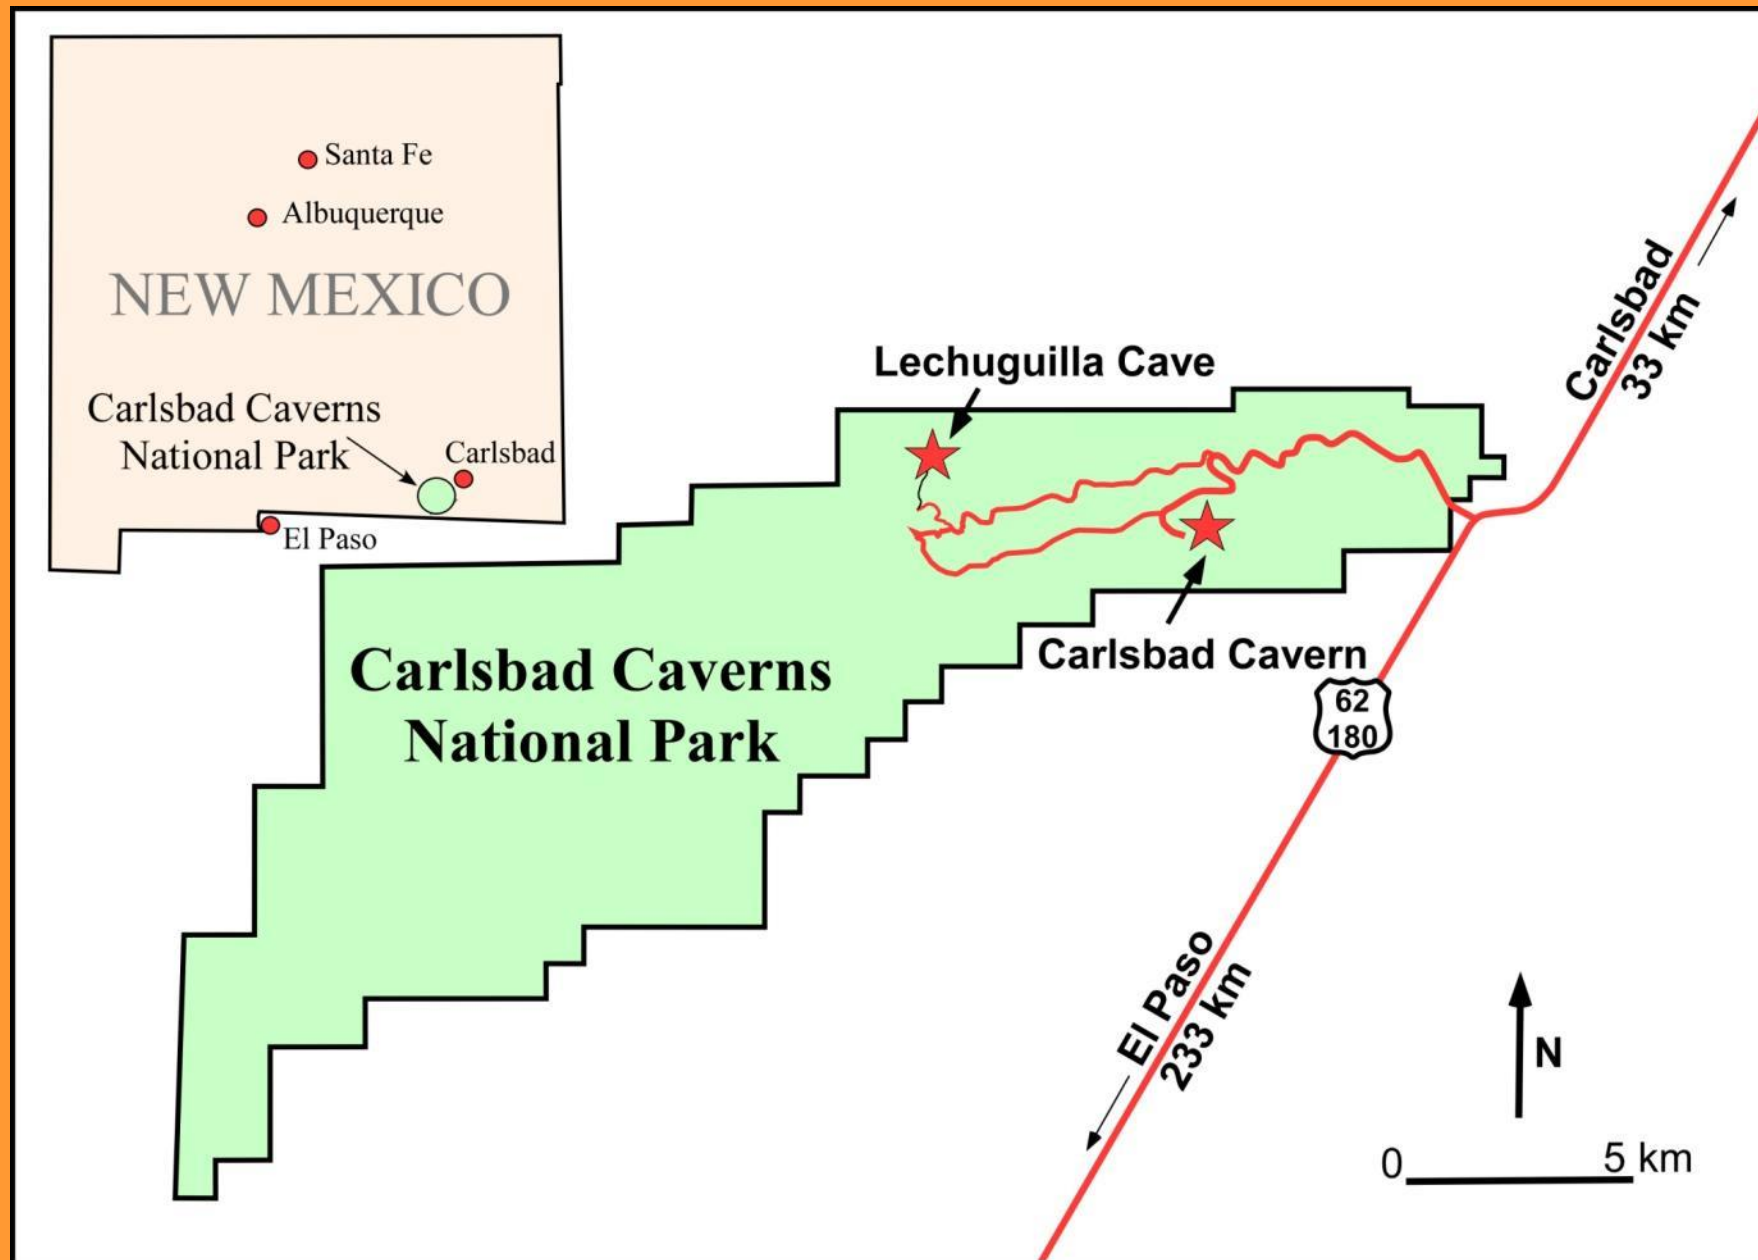 Santa Fe
Albuquerque
NEW MEXICO
Carlsbad Caverns
National Park
Carlsbad
El Paso
Lechuguilla Cave
Carlsbad
33 km
Carlsbad Cavern
Carlsbad Caverns
National Park
62
180
El Paso
233 km
N
0 5 km